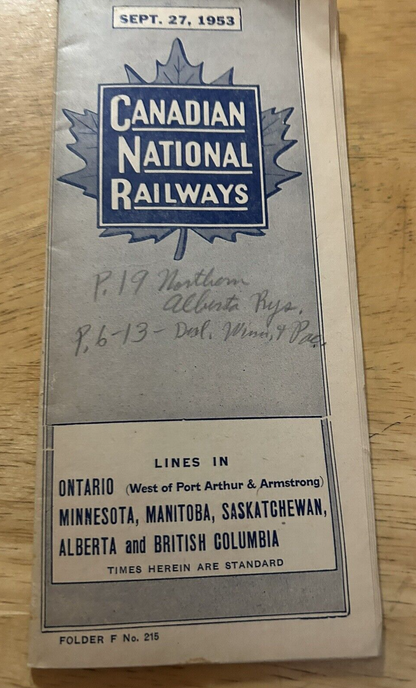 SEPT. 27, 1953
CANADIAN
NATIONAL
RAILWAYS
P. 19 Northern
Alberta Rys.
P. 6-13 - Dul. Winn, & Pac.
LINES IN
ONTARIO (West of Port Arthur & Armstrong)
MINNESOTA, MANITOBA, SASKATCHEWAN,
ALBERTA and BRITISH COLUMBIA
TIMES HEREIN ARE STANDARD
FOLDER F No. 215